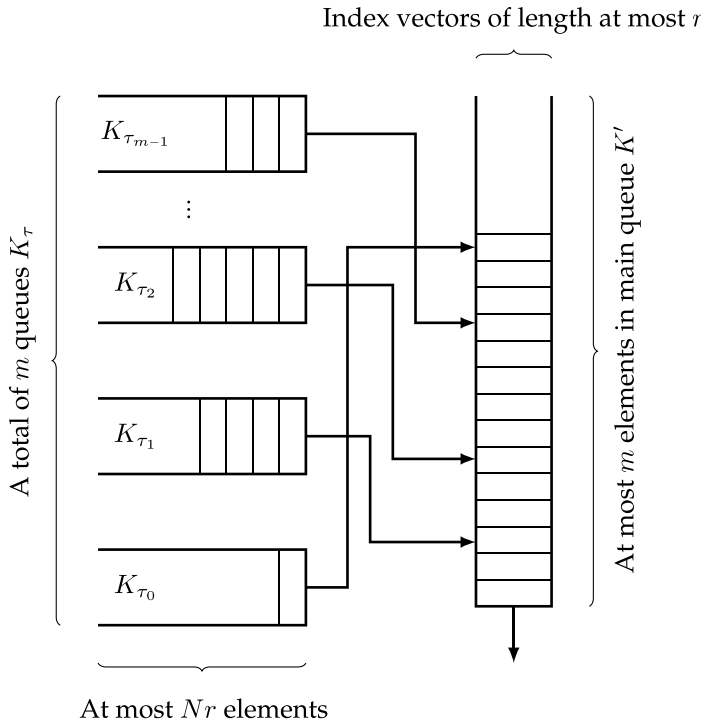 Index vectors of length at most r
K_{τ_{m−1}}
⋮
K_{τ_2}
K_{τ_1}
K_{τ_0}
A total of m queues K_τ
At most m elements in main queue K′
At most Nr elements